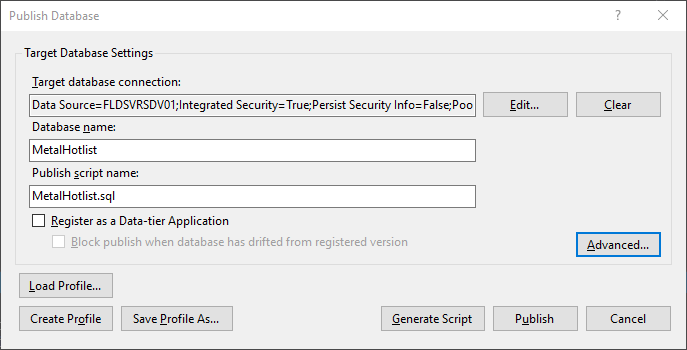 Publish Database
Target Database Settings
Target database connection:
Data Source=FLDSVRSDV01;Integrated Security=True;Persist Security Info=False;Poo
Edit...
Clear
Database name:
MetalHotlist
Publish script name:
MetalHotlist.sql
Register as a Data-tier Application
Block publish when database has drifted from registered version
Advanced...
Load Profile...
Create Profile
Save Profile As...
Generate Script
Publish
Cancel